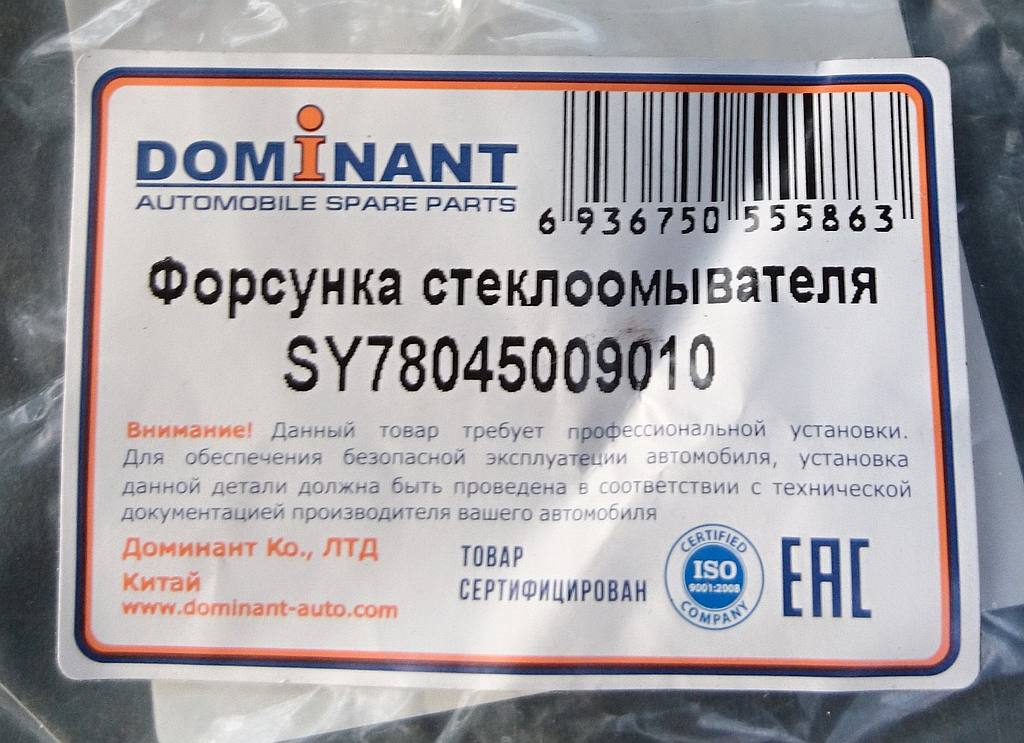 DOMiNANT
AUTOMOBILE SPARE PARTS
6 936750 555863
Форсунка стеклоомывателя
SY78045009010
Внимание! Данный товар требует профессиональной установки.
Для обеспечения безопасной эксплуатеции автомобиля, установка
данной детали должна быть проведена в соответствии с технической
документацией производителя вашего автомобиля
Доминант Ко., ЛТД
Китай
www.dominant-auto.com
ТОВАР
СЕРТИФИЦИРОВАН
CERTIFIED
ISO
9001:2008
COMPANY
EAC